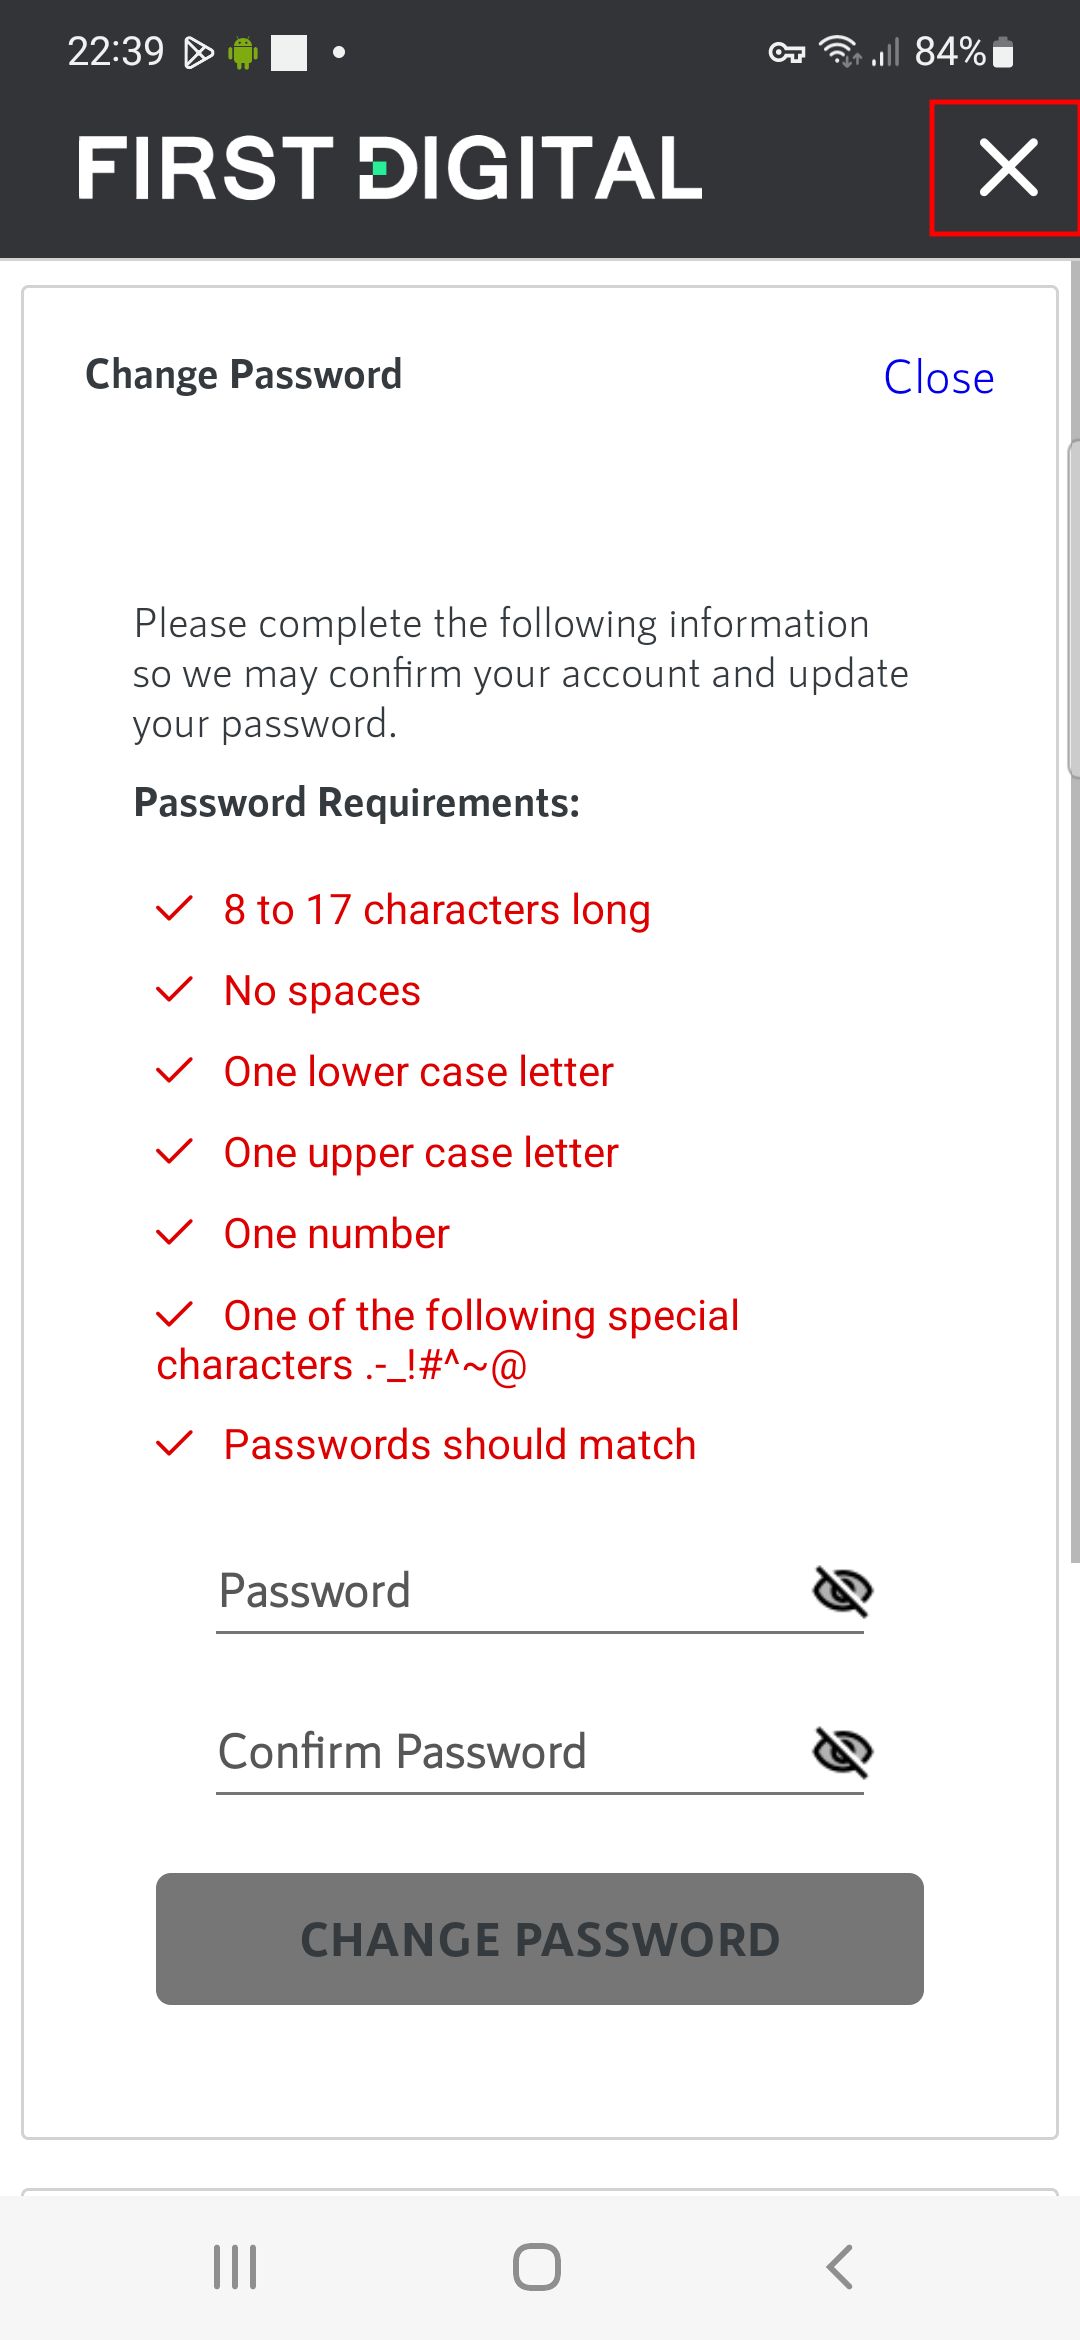 22:39
84%
FIRST DIGITAL
Change Password
Close
Please complete the following information
so we may confirm your account and update
your password.
Password Requirements:
8 to 17 characters long
No spaces
One lower case letter
One upper case letter
One number
One of the following special
characters .-_!#^~@
Passwords should match
Password
Confirm Password
CHANGE PASSWORD